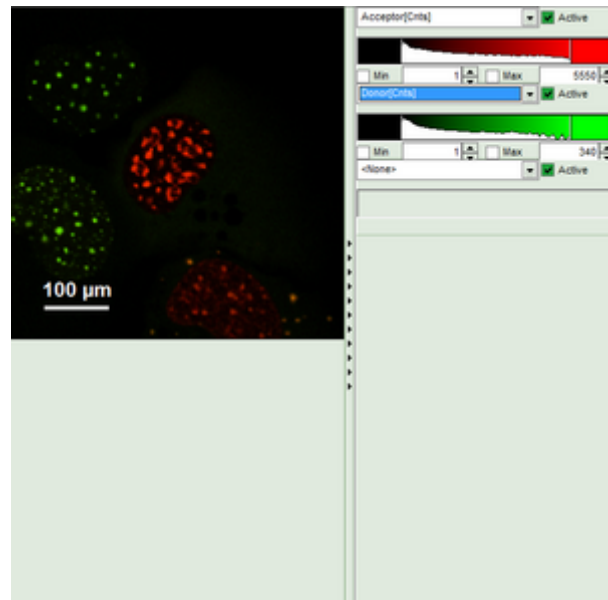 Acceptor[Cnts]
Active
Min 1 Max 5550
Donor[Cnts]
Active
Min 1 Max 340
<None>
Active
100 µm